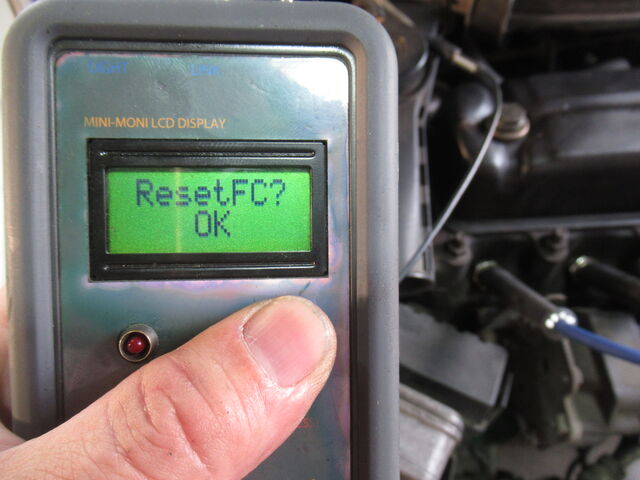 MINI-MONI LCD DISPLAY
ResetFC?
OK